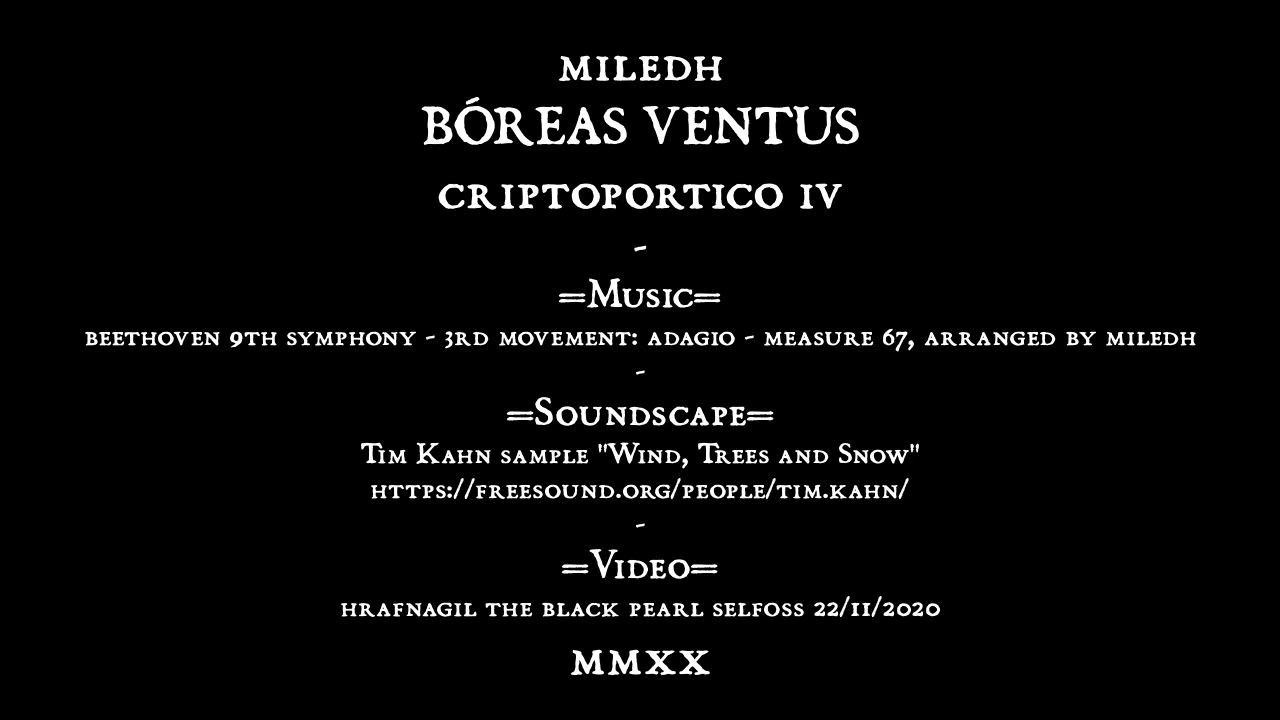 MILEDH
BÓREAS VENTUS
CRIPTOPORTICO IV
-
=Music=
BEETHOVEN 9TH SYMPHONY - 3RD MOVEMENT: ADAGIO - MEASURE 67, ARRANGED BY MILEDH
-
=Soundscape=
Tim Kahn sample "Wind, Trees and Snow"
https://freesound.org/people/tim.kahn/
-
=Video=
hrafnagil the black pearl selfoss 22/11/2020
MMXX